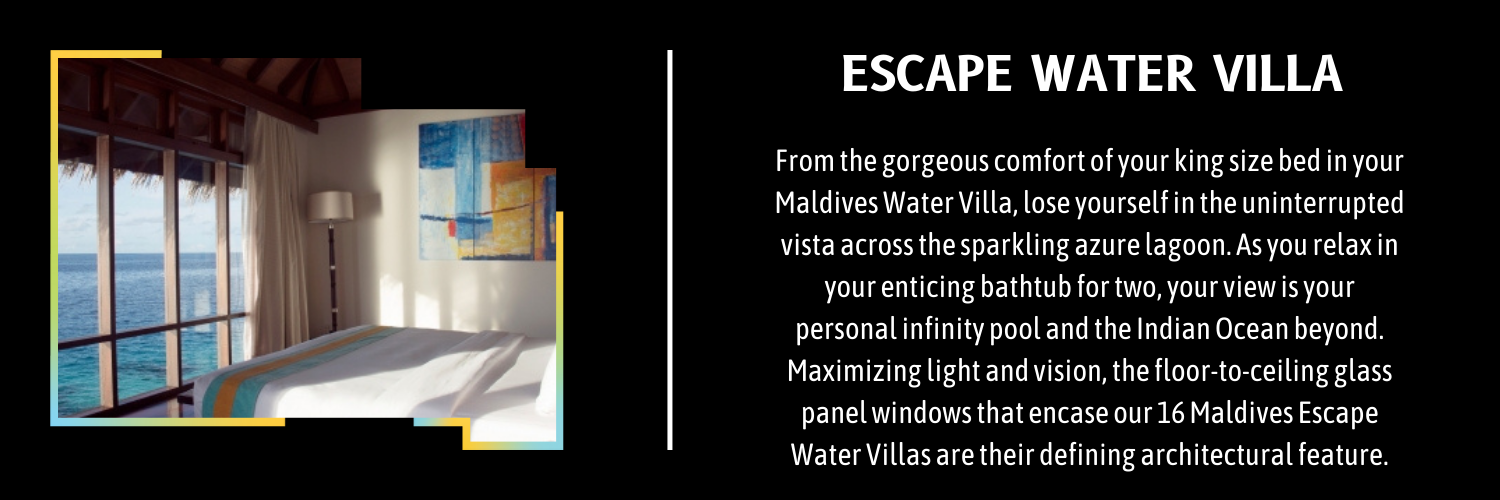 ESCAPE WATER VILLA
From the gorgeous comfort of your king size bed in your
Maldives Water Villa, lose yourself in the uninterrupted
vista across the sparkling azure lagoon. As you relax in
your enticing bathtub for two, your view is your
personal infinity pool and the Indian Ocean beyond.
Maximizing light and vision, the floor-to-ceiling glass
panel windows that encase our 16 Maldives Escape
Water Villas are their defining architectural feature.